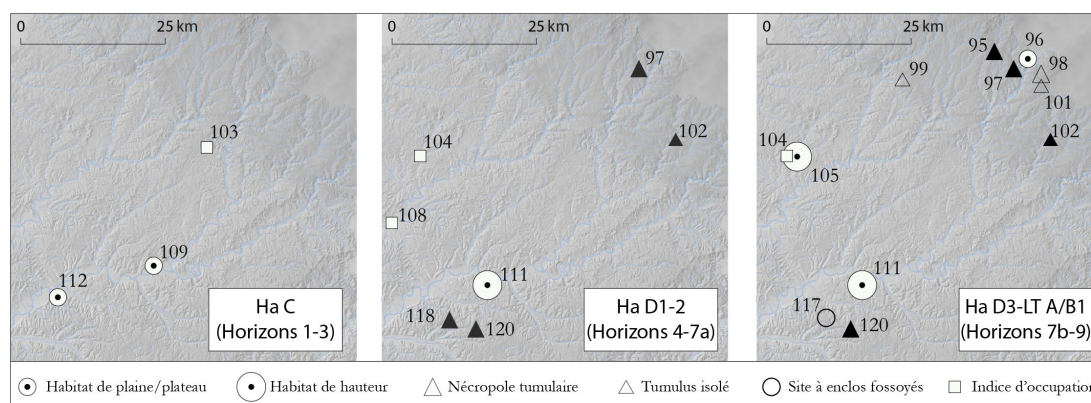 0 25 km
103
109
112
Ha C
(Horizons 1-3)
0 25 km
97
102
104
108
111
118
120
Ha D1-2
(Horizons 4-7a)
0 25 km
95
96
97
98
99
101
102
104
105
111
117
120
Ha D3-LT A/B1
(Horizons 7b-9)
Habitat de plaine/plateau Habitat de hauteur Nécropole tumulaire Tumulus isolé Site à enclos fossoyés Indice d'occupation